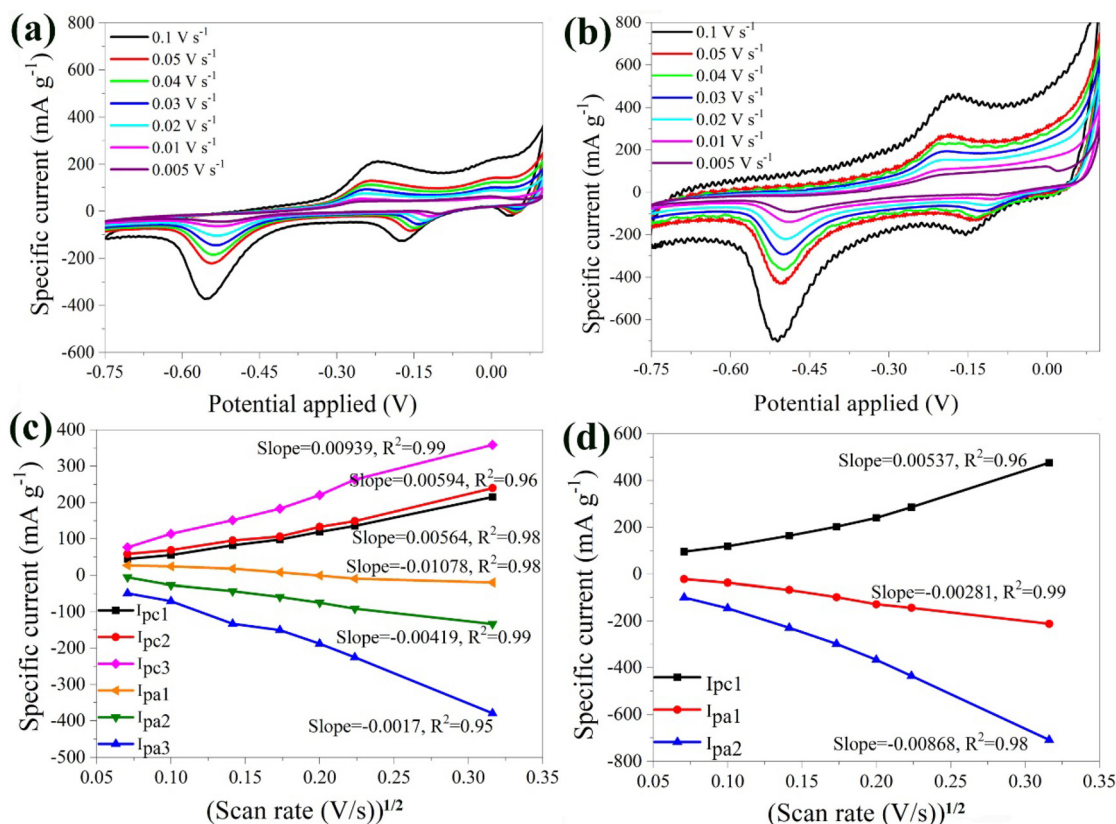 (a)
800
600
400
200
0
-200
-400
-600
0.1 V s⁻¹
0.05 V s⁻¹
0.04 V s⁻¹
0.03 V s⁻¹
0.02 V s⁻¹
0.01 V s⁻¹
0.005 V s⁻¹
Specific current (mA g⁻¹)
-0.75 -0.60 -0.45 -0.30 -0.15 0.00
Potential applied (V)
(b)
800
600
400
200
0
-200
-400
-600
0.1 V s⁻¹
0.05 V s⁻¹
0.04 V s⁻¹
0.03 V s⁻¹
0.02 V s⁻¹
0.01 V s⁻¹
0.005 V s⁻¹
Specific current (mA g⁻¹)
-0.75 -0.60 -0.45 -0.30 -0.15 0.00
Potential applied (V)
(c)
400
300
200
100
0
-100
-200
-300
-400
-500
Slope=0.00939, R²=0.99
Slope=0.00594, R²=0.96
Slope=0.00564, R²=0.98
Slope=-0.01078, R²=0.98
Slope=-0.00419, R²=0.99
Slope=-0.0017, R²=0.95
Ipc1
Ipc2
Ipc3
Ipa1
Ipa2
Ipa3
Specific current (mA g⁻¹)
0.05 0.10 0.15 0.20 0.25 0.30 0.35
(Scan rate (V/s))¹/²
(d)
600
400
200
0
-200
-400
-600
-800
Slope=0.00537, R²=0.96
Slope=-0.00281, R²=0.99
Slope=-0.00868, R²=0.98
Ipc1
Ipa1
Ipa2
Specific current (mA g⁻¹)
0.05 0.10 0.15 0.20 0.25 0.30 0.35
(Scan rate (V/s))¹/²